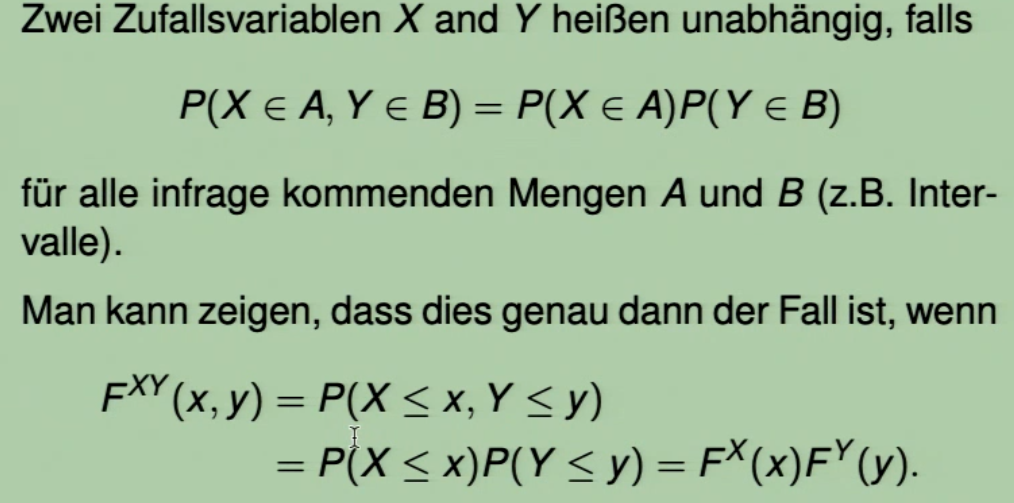 Zwei Zufallsvariablen X and Y heißen unabhängig, falls
P(X ∈ A, Y ∈ B) = P(X ∈ A)P(Y ∈ B)
für alle infrage kommenden Mengen A und B (z.B. Inter-
valle).
Man kann zeigen, dass dies genau dann der Fall ist, wenn
F^{XY}(x, y) = P(X ≤ x, Y ≤ y)
= P(X ≤ x)P(Y ≤ y) = F^X(x)F^Y(y).